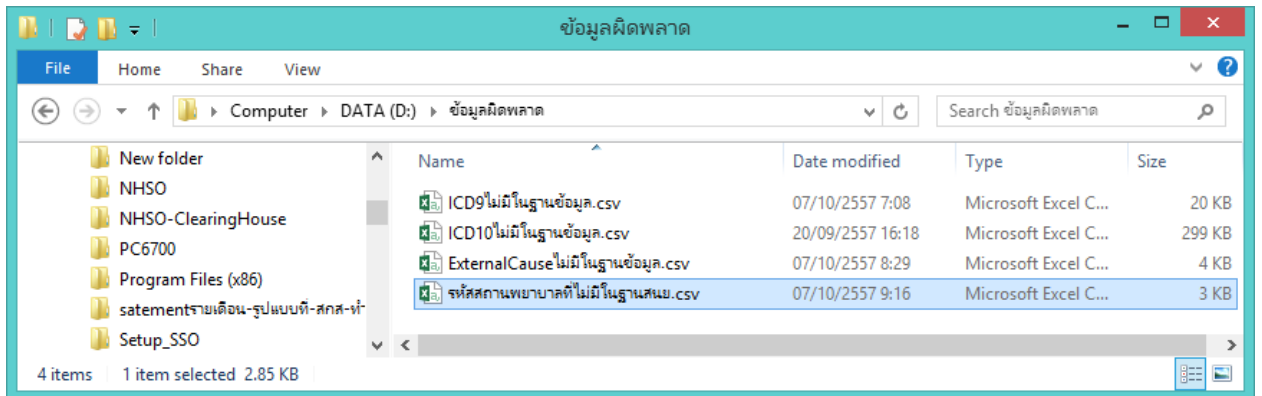 ข้อมูลผิดพลาด
File Home Share View
Computer DATA (D:) ข้อมูลผิดพลาด Search ข้อมูลผิดพลาด
New folder
NHSO
NHSO-ClearingHouse
PC6700
Program Files (x86)
satementรายเดือน-รูปแบบที่-สกส-ทำ
Setup_SSO
Name Date modified Type Size
ICD9ไม่มีในฐานข้อมูล.csv 07/10/2557 7:08 Microsoft Excel C... 20 KB
ICD10ไม่มีในฐานข้อมูล.csv 20/09/2557 16:18 Microsoft Excel C... 299 KB
ExternalCauseไม่มีในฐานข้อมูล.csv 07/10/2557 8:29 Microsoft Excel C... 4 KB
รหัสสถานพยาบาลที่ไม่มีในฐานสนย.csv 07/10/2557 9:16 Microsoft Excel C... 3 KB
4 items 1 item selected 2.85 KB